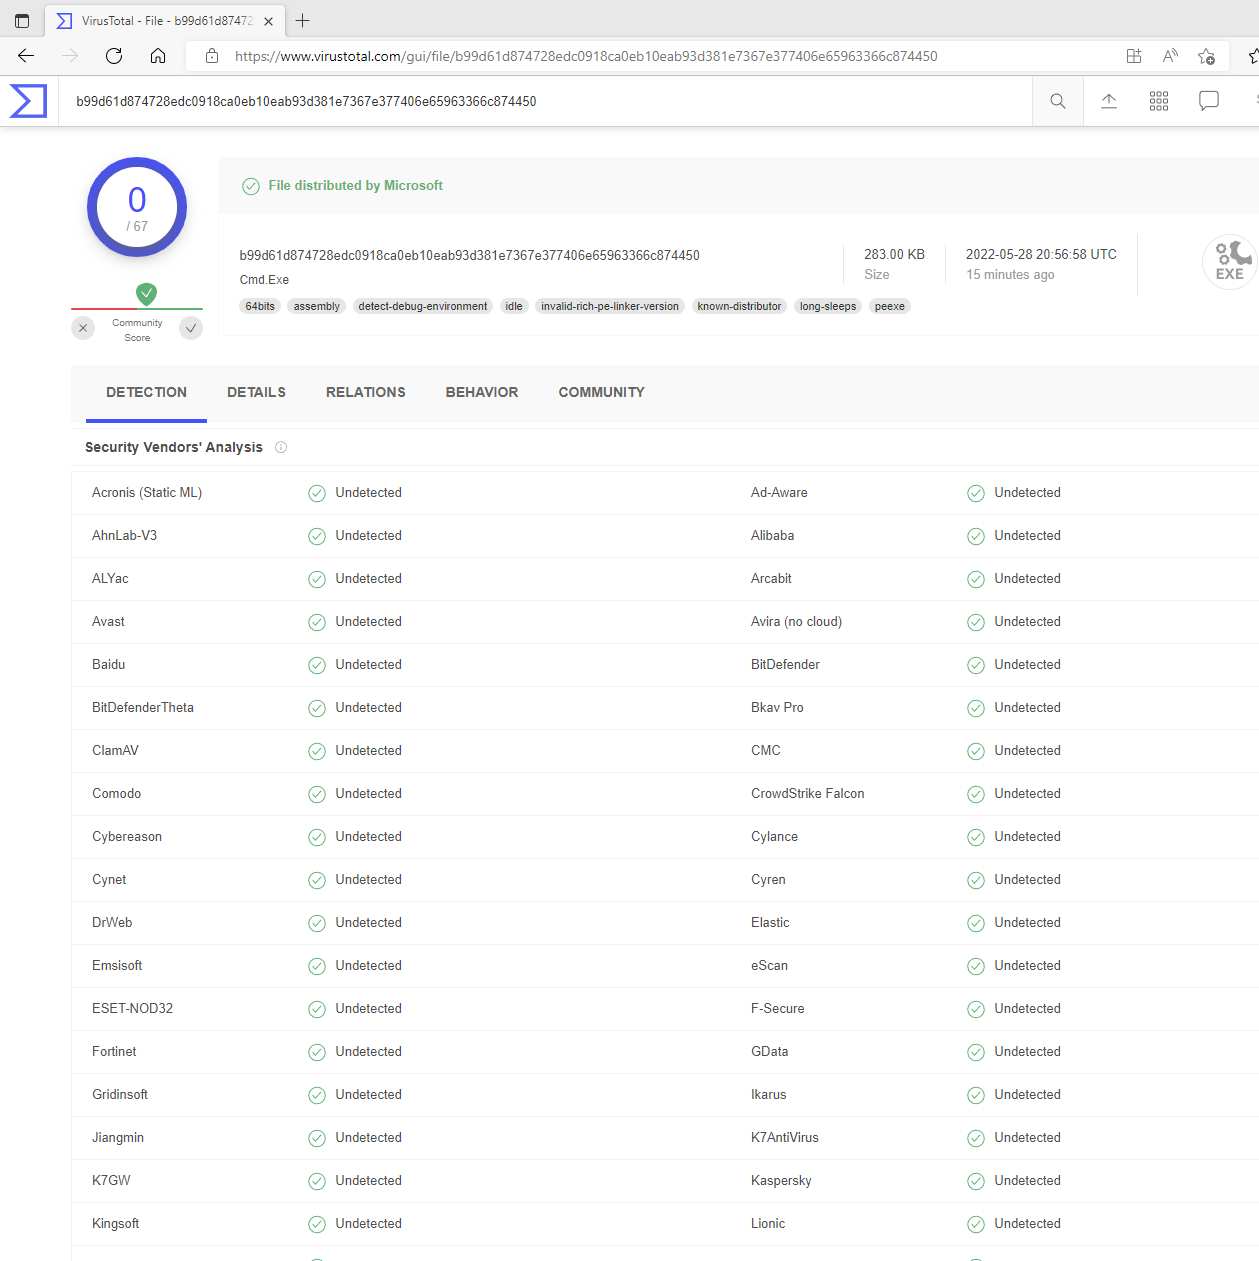 VirusTotal - File - b99d61d87472
https://www.virustotal.com/gui/file/b99d61d874728edc0918ca0eb10eab93d381e7367e377406e65963366c874450
b99d61d874728edc0918ca0eb10eab93d381e7367e377406e65963366c874450
0
/ 67
File distributed by Microsoft
b99d61d874728edc0918ca0eb10eab93d381e7367e377406e65963366c874450
Cmd.Exe
283.00 KB
Size
2022-05-28 20:56:58 UTC
15 minutes ago
EXE
64bits assembly detect-debug-environment idle invalid-rich-pe-linker-version known-distributor long-sleeps peexe
Community
Score
DETECTION DETAILS RELATIONS BEHAVIOR COMMUNITY
Security Vendors' Analysis
Acronis (Static ML) Undetected Ad-Aware Undetected
AhnLab-V3 Undetected Alibaba Undetected
ALYac Undetected Arcabit Undetected
Avast Undetected Avira (no cloud) Undetected
Baidu Undetected BitDefender Undetected
BitDefenderTheta Undetected Bkav Pro Undetected
ClamAV Undetected CMC Undetected
Comodo Undetected CrowdStrike Falcon Undetected
Cybereason Undetected Cylance Undetected
Cynet Undetected Cyren Undetected
DrWeb Undetected Elastic Undetected
Emsisoft Undetected eScan Undetected
ESET-NOD32 Undetected F-Secure Undetected
Fortinet Undetected GData Undetected
Gridinsoft Undetected Ikarus Undetected
Jiangmin Undetected K7AntiVirus Undetected
K7GW Undetected Kaspersky Undetected
Kingsoft Undetected Lionic Undetected